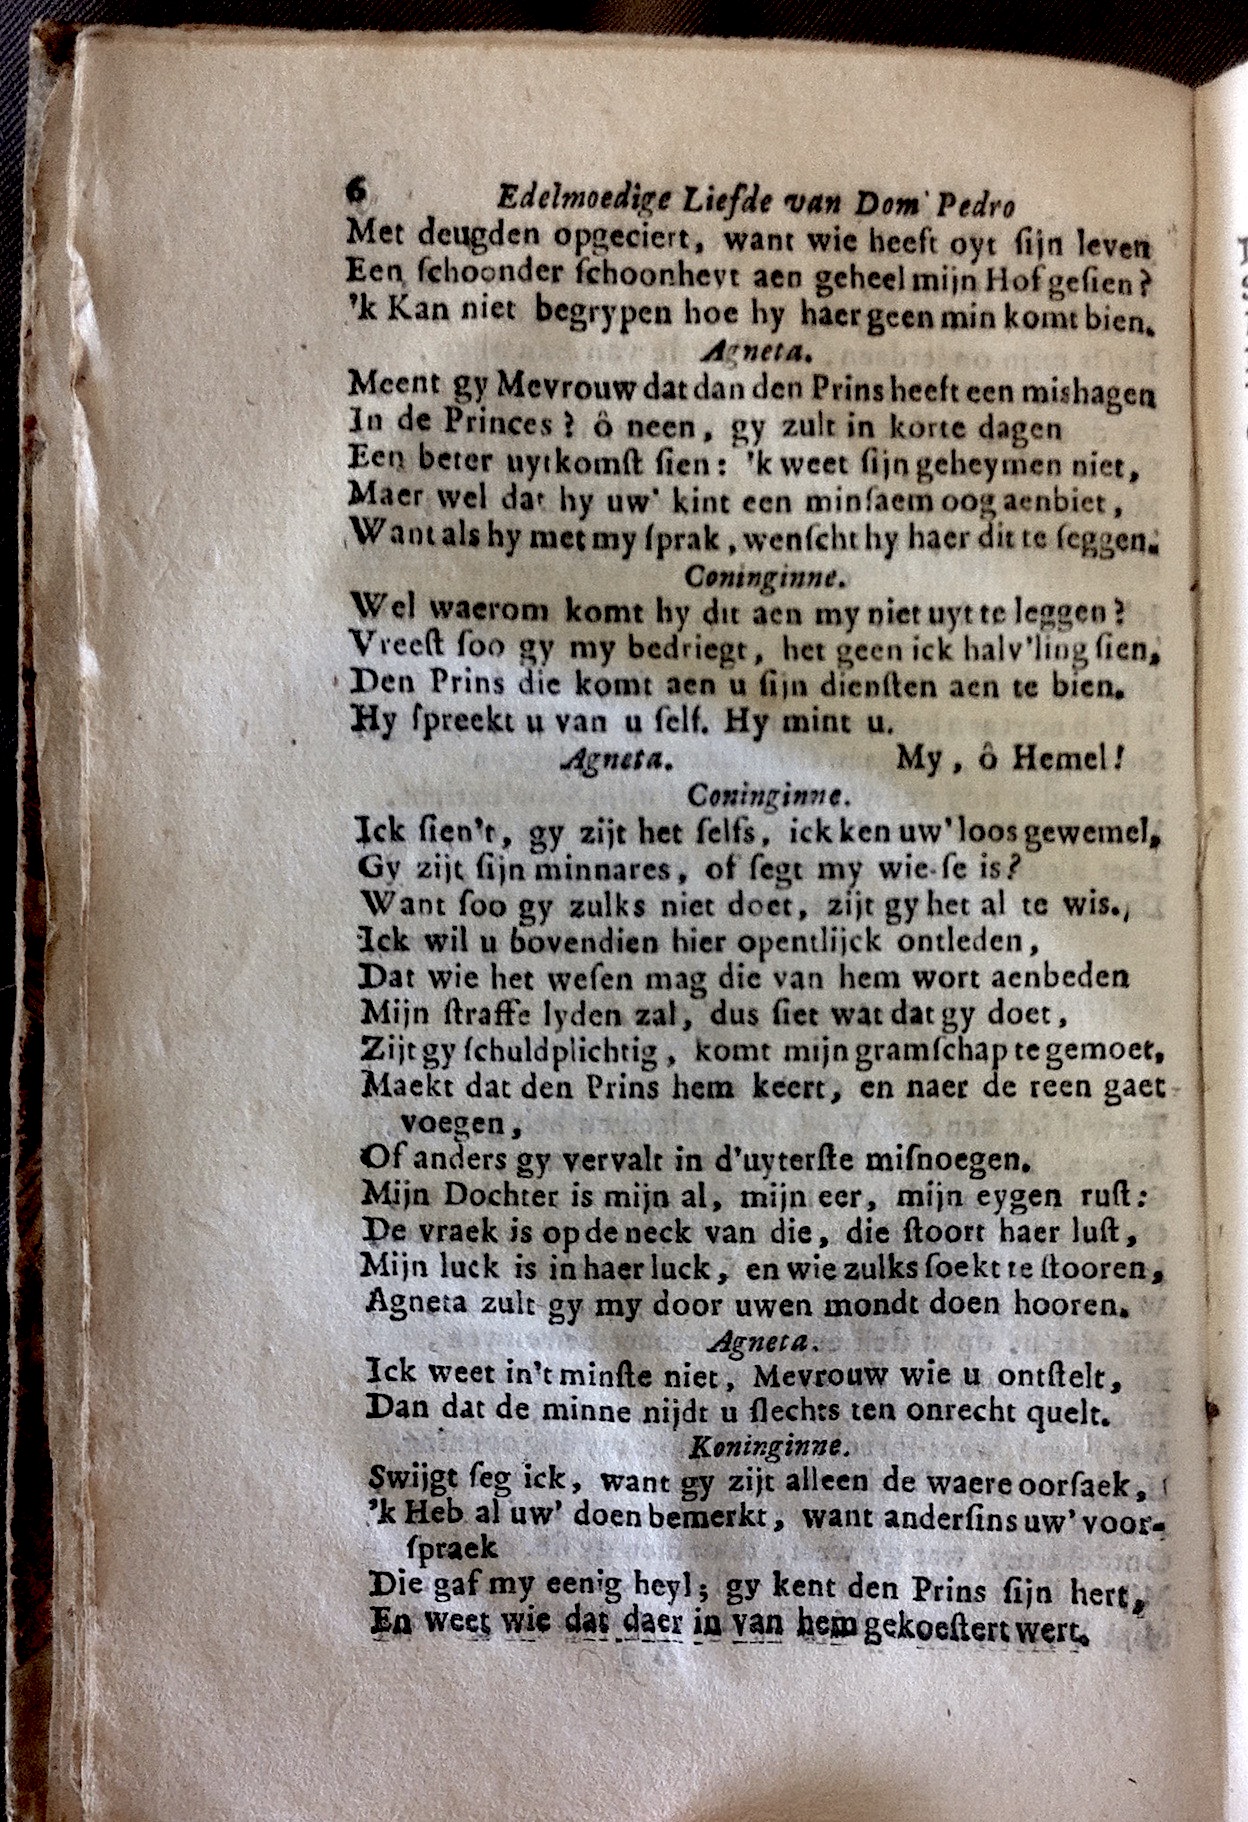 6 Edelmoedige Liefde van Dom Pedro
Met deugden opgeciert, want wie heeft oyt ſijn leven
Een ſchoonder ſchoonheyt aen geheel mijn Hof geſien?
'k Kan niet begrypen hoe hy haer geen min komt bien.
Agneta.
Meent gy Mevrouw dat dan den Prins heeft een mishagen
In de Princes? ô neen, gy zult in korte dagen
Een beter uytkomſt ſien: 'k weet ſijn geheymen niet,
Maer wel dat hy uw' kint een minſaem oog aenbiet,
Want als hy met my ſprak, wenſcht hy haer dit te ſeggen.
Coninginne.
Wel waerom komt hy dit aen my niet uyt te leggen?
Vreeſt ſoo gy my bedriegt, het geen ick halv'ling ſien,
Den Prins die komt aen u ſijn dienſten aen te bien.
Hy ſpreekt u van u ſelf. Hy mint u.
Agneta. My, ô Hemel!
Coninginne.
Ick ſien't, gy zijt het ſelfs, ick ken uw' loos gewemel,
Gy zijt ſijn minnares, of ſegt my wie ſe is?
Want ſoo gy zulks niet doet, zijt gy het al te wis.,
Ick wil u bovendien hier opentlijck ontleden,
Dat wie het weſen mag die van hem wort aenbeden
Mijn ſtraffe lyden zal, dus ſiet wat dat gy doet,
Zijt gy ſchuldplichtig, komt mijn gramſchap te gemoet,
Maekt dat den Prins hem keert, en naer de reen gaet
voegen,
Of anders gy vervalt in d'uyterſte miſnoegen.
Mijn Dochter is mijn al, mijn eer, mijn eygen ruſt:
De vraek is op de neck van die, die ſtoort haer luſt,
Mijn luck is in haer luck, en wie zulks ſoekt te ſtooren,
Agneta zult gy my door uwen mondt doen hooren.
Agneta.
Ick weet in't minſte niet, Mevrouw wie u ontſtelt,
Dan dat de minne nijdt u ſlechts ten onrecht quelt.
Koninginne.
Swijgt ſeg ick, want gy zijt alleen de waere oorſaek,
'k Heb al uw' doen bemerkt, want anderſins uw' voor-
ſpraek
Die gaf my eenig heyl; gy kent den Prins ſijn hert,
En weet wie dat daer in van hem gekoeſtert wert.